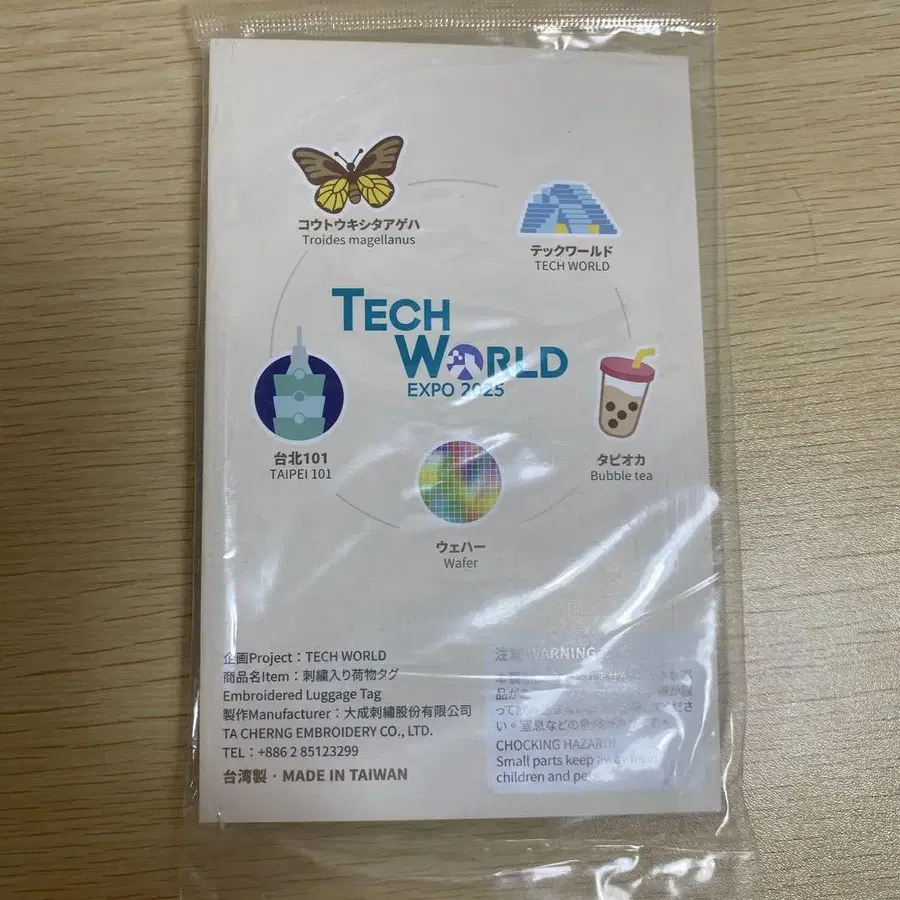 コウトウキシタアゲハ
Troides magellanus
テックワールド
TECH WORLD
TECH
WORLD
EXPO 2025
台北101
TAIPEI 101
タピオカ
Bubble tea
ウェハー
Wafer
企画Project：TECH WORLD
商品名Item：刺繍入り荷物タグ
Embroidered Luggage Tag
製作Manufacturer：大成刺繡股份有限公司
TA CHERNG EMBROIDERY CO., LTD.
TEL：+886 2 85123299
台湾製・MADE IN TAIWAN
注意 WARNING
い。窒息などの
CHOCKING HAZARD!
Small parts keep away from
children and